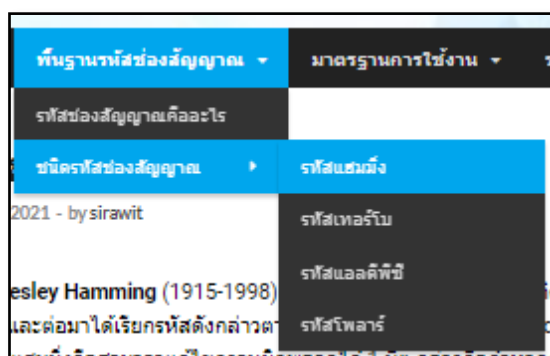 พื้นฐานรหัสช่องสัญญาณ มาตรฐานการใช้งาน
รหัสช่องสัญญาณคืออะไร
ชนิดรหัสช่องสัญญาณ รหัสแฮมมิ่ง
2021 - by sirawit
รหัสเทอร์โบ
รหัสแอลดีพีซี
esley Hamming (1915-1998)
และต่อมาได้เรียกรหัสดังกล่าวตา รหัสโพลาร์